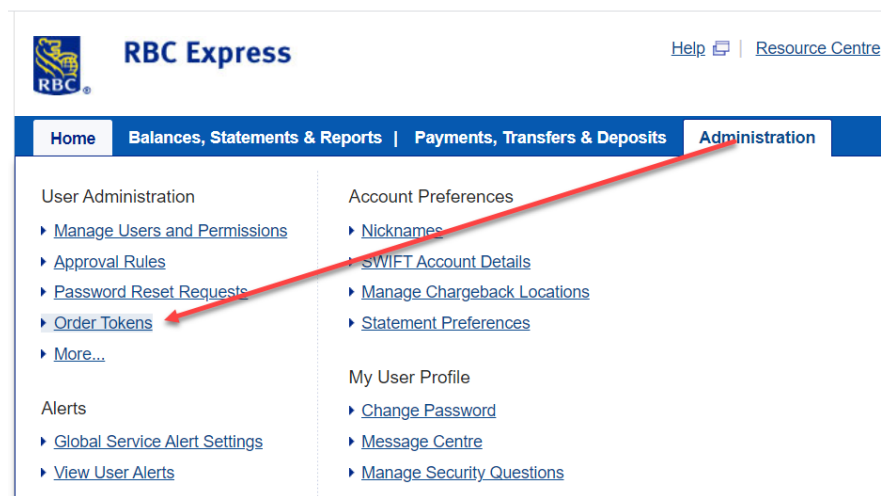 RBC Express
Help | Resource Centre
RBC ®
Home Balances, Statements & Reports | Payments, Transfers & Deposits Administration
User Administration
Manage Users and Permissions
Approval Rules
Password Reset Requests
Order Tokens
More...
Alerts
Global Service Alert Settings
View User Alerts
Account Preferences
Nicknames
SWIFT Account Details
Manage Chargeback Locations
Statement Preferences
My User Profile
Change Password
Message Centre
Manage Security Questions